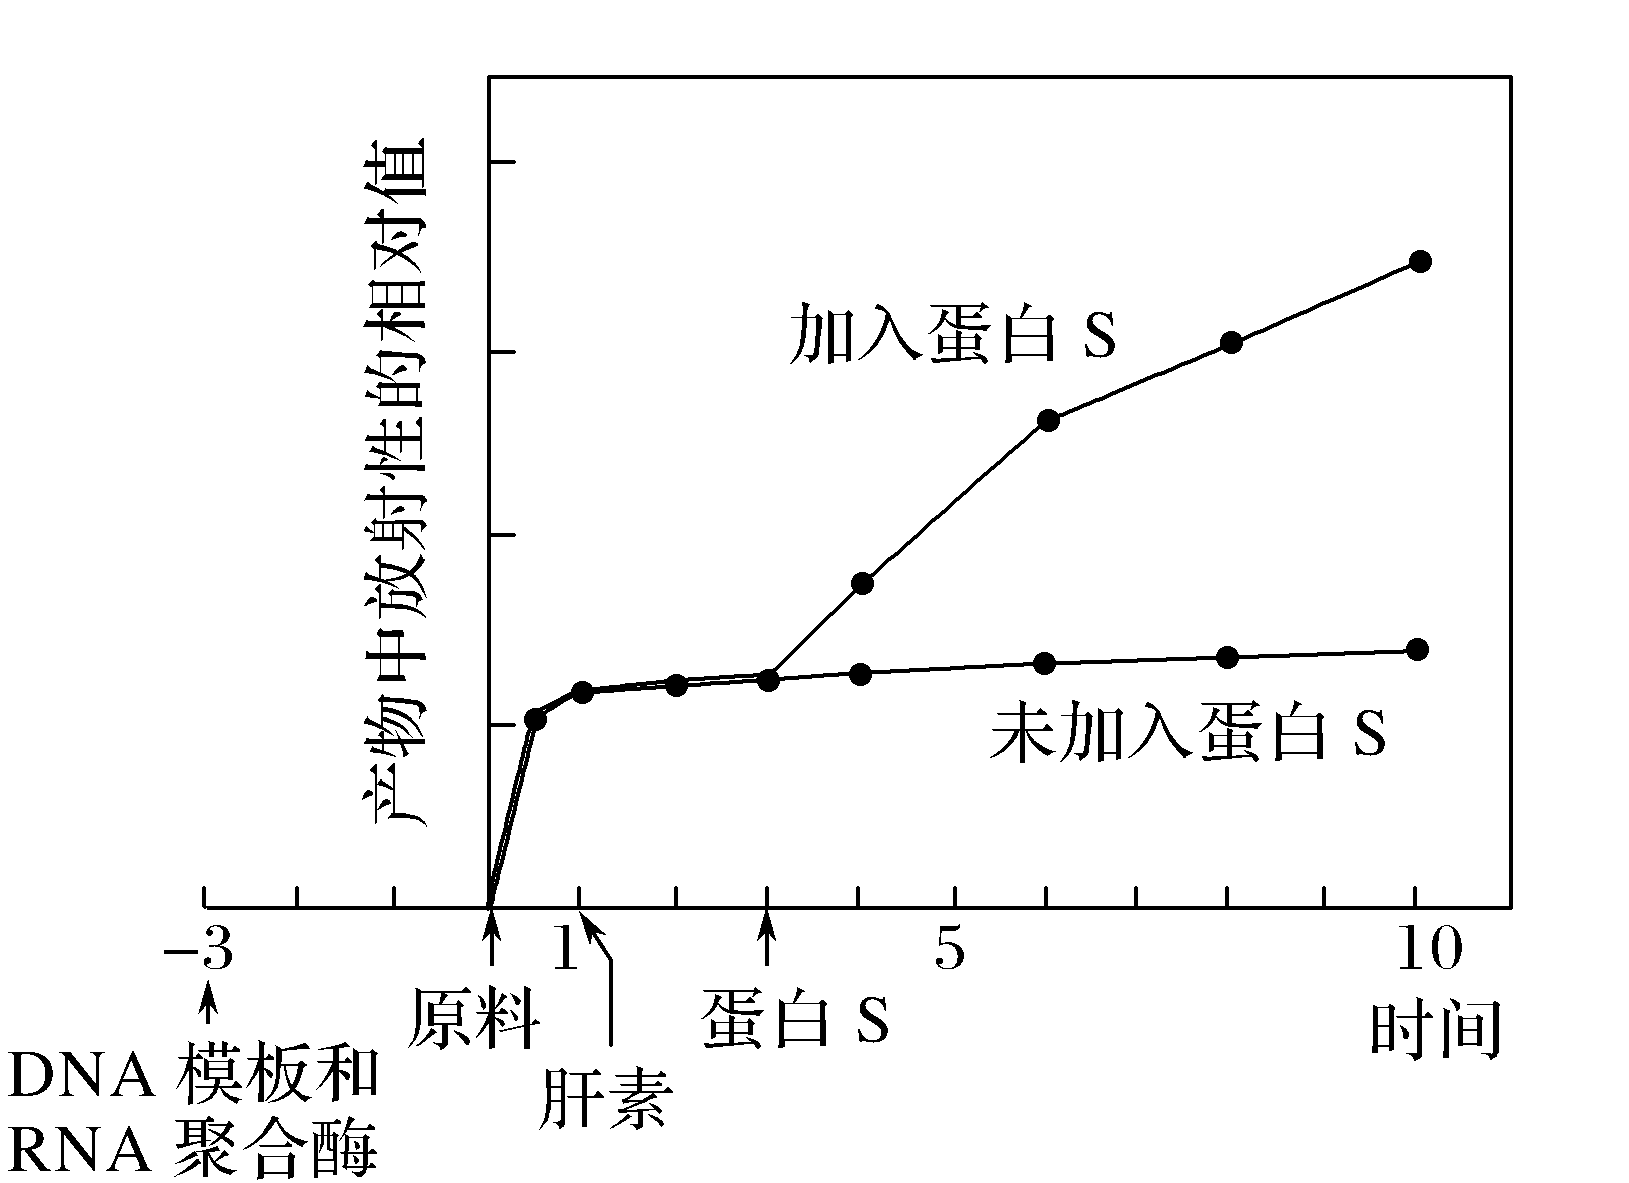 产物中放射性的相对值
加入蛋白 S
未加入蛋白 S
−3
1
5
10
原料
蛋白 S
时间
肝素
DNA 模板和
RNA 聚合酶